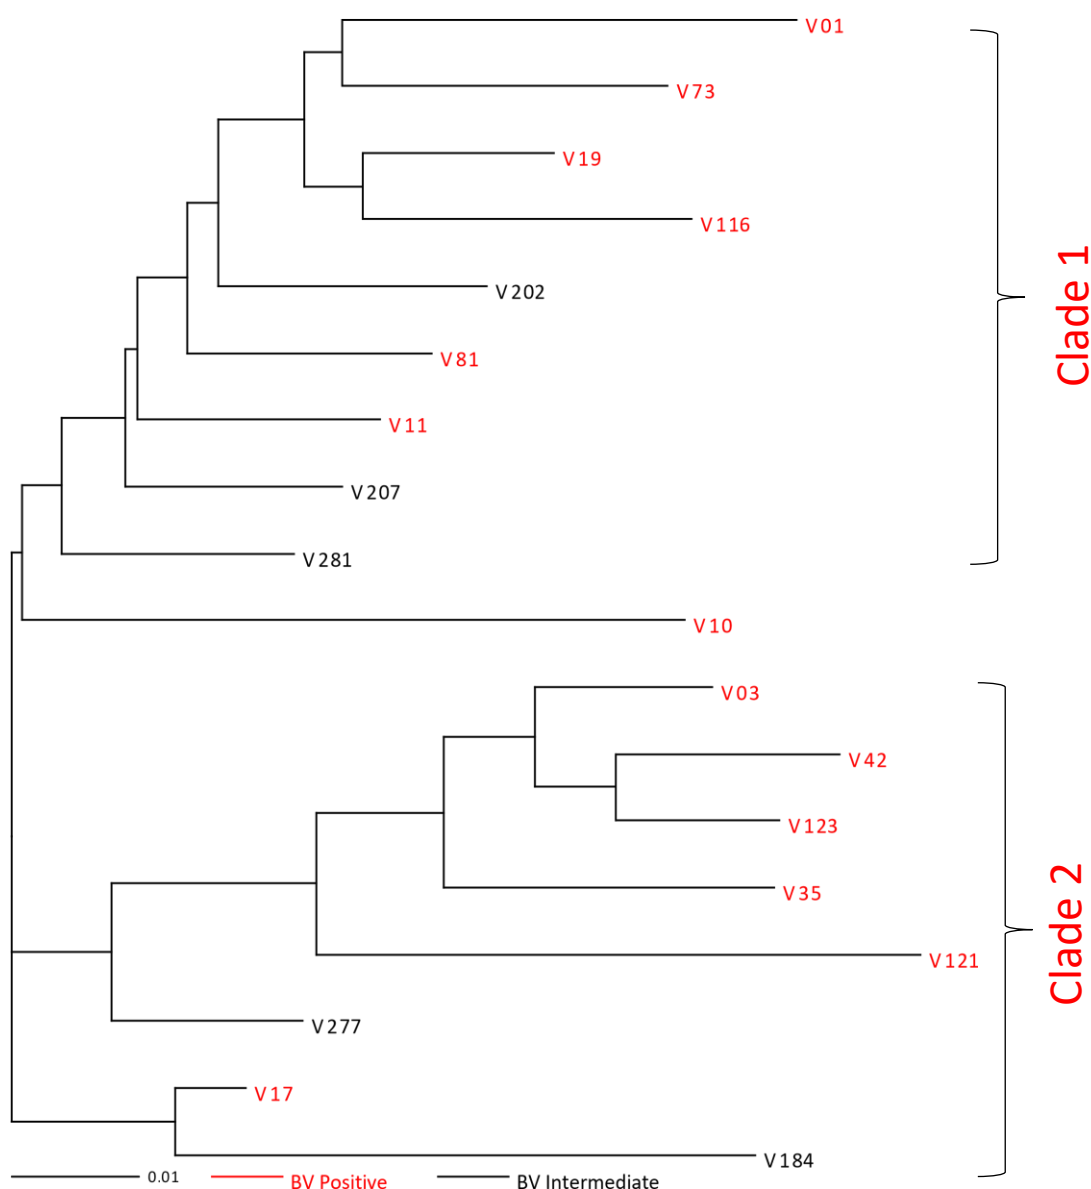 V01
V73
V19
V116
V202
V81
V11
V207
V281
Clade 1
V10
V03
V42
V123
V35
V121
V277
V17
V184
Clade 2
0.01
BV Positive
BV Intermediate